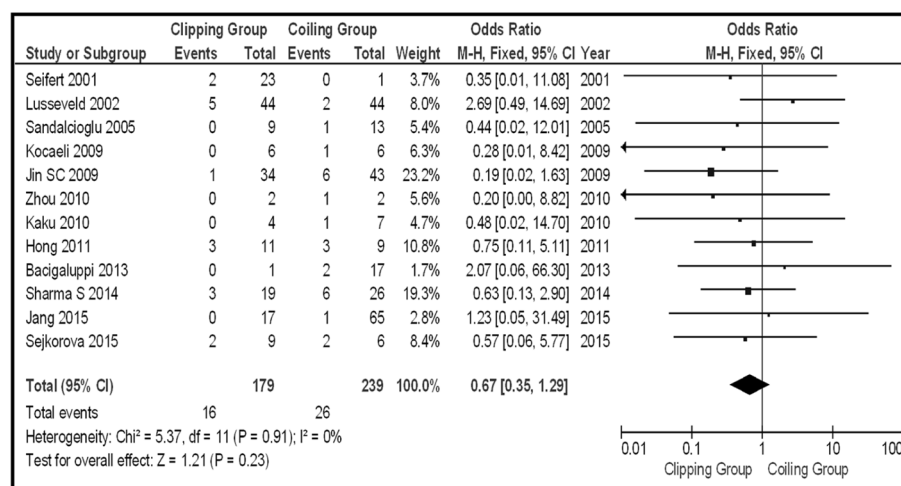 Clipping Group Coiling Group Odds Ratio Odds Ratio
Study or Subgroup Events Total Events Total Weight M-H, Fixed, 95% CI Year M-H, Fixed, 95% CI
Seifert 2001 2 23 0 1 3.7% 0.35 [0.01, 11.08] 2001
Lusseveld 2002 5 44 2 44 8.0% 2.69 [0.49, 14.69] 2002
Sandalcioglu 2005 0 9 1 13 5.4% 0.44 [0.02, 12.01] 2005
Kocaeli 2009 0 6 1 6 6.3% 0.28 [0.01, 8.42] 2009
Jin SC 2009 1 34 6 43 23.2% 0.19 [0.02, 1.63] 2009
Zhou 2010 0 2 1 2 5.6% 0.20 [0.00, 8.82] 2010
Kaku 2010 0 4 1 7 4.7% 0.48 [0.02, 14.70] 2010
Hong 2011 3 11 3 9 10.8% 0.75 [0.11, 5.11] 2011
Bacigaluppi 2013 0 1 2 17 1.7% 2.07 [0.06, 66.30] 2013
Sharma S 2014 3 19 6 26 19.3% 0.63 [0.13, 2.90] 2014
Jang 2015 0 17 1 65 2.8% 1.23 [0.05, 31.49] 2015
Sejkorova 2015 2 9 2 6 8.4% 0.57 [0.06, 5.77] 2015
Total (95% CI) 179 239 100.0% 0.67 [0.35, 1.29]
Total events 16 26
Heterogeneity: Chi² = 5.37, df = 11 (P = 0.91); I² = 0%
Test for overall effect: Z = 1.21 (P = 0.23)
0.01 0.1 1 10 100
Clipping Group Coiling Group